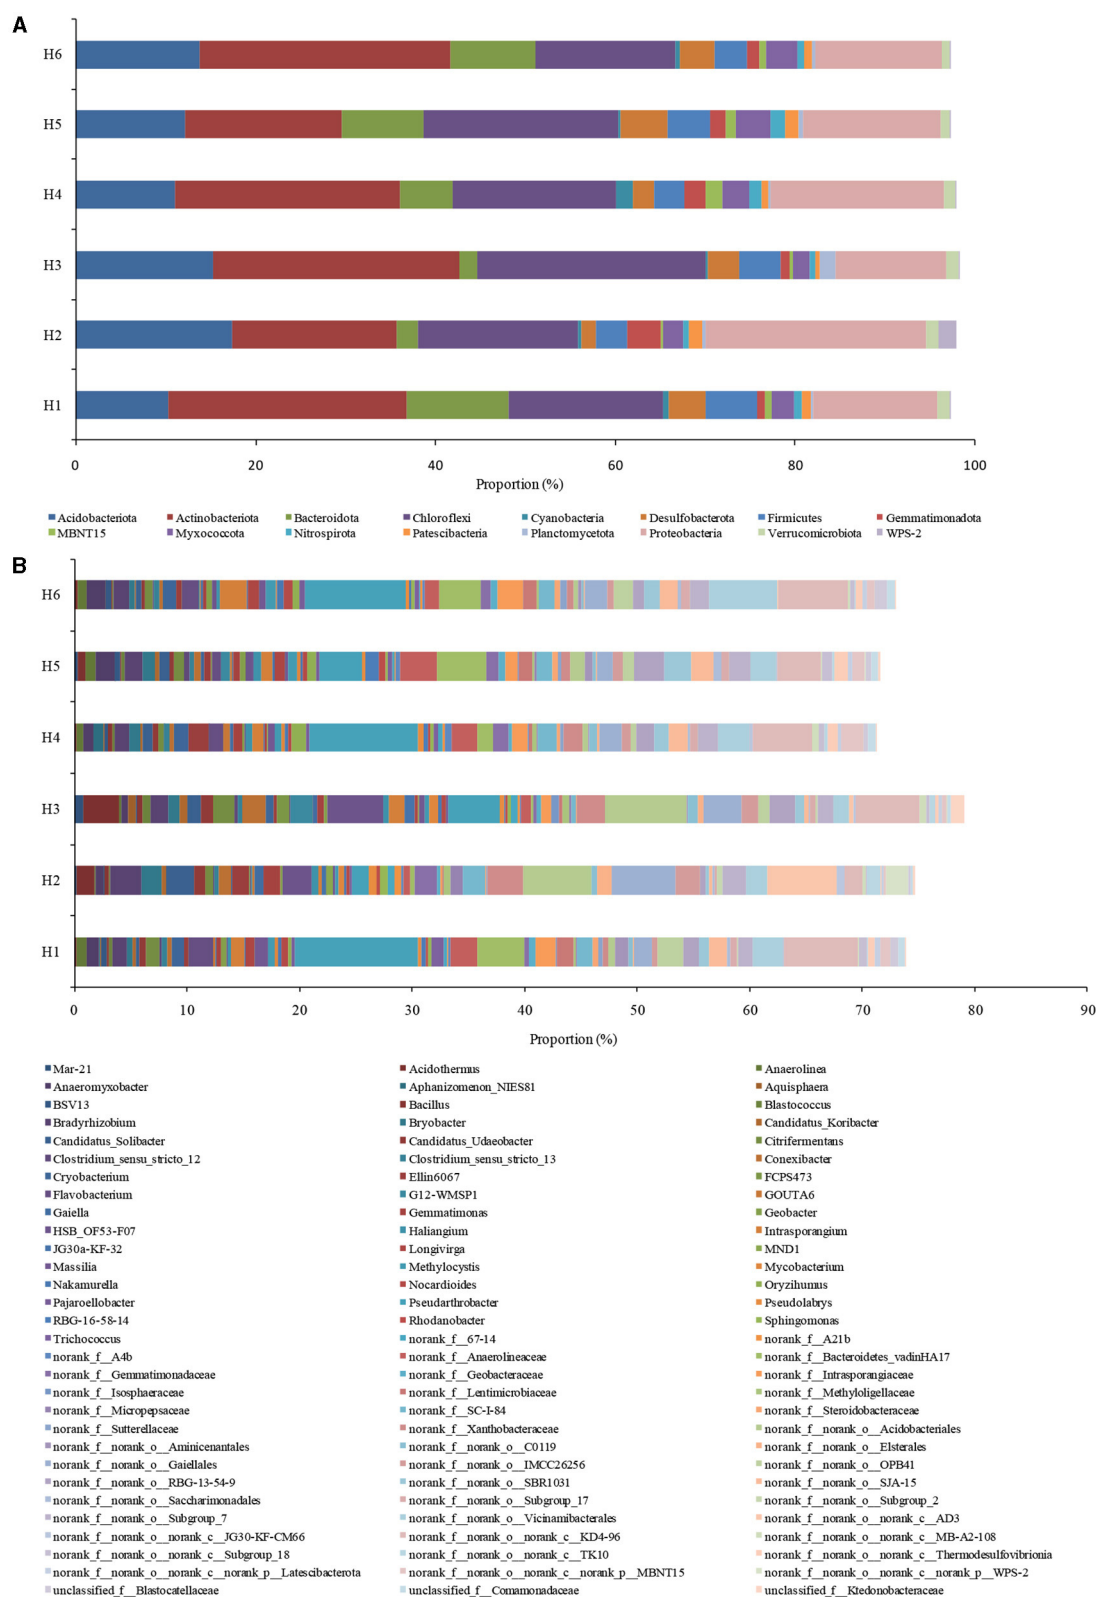 A
H6
H5
H4
H3
H2
H1
0 20 40 60 80 100
Proportion (%)
Acidobacteriota Actinobacteriota Bacteroidota Chloroflexi Cyanobacteria Desulfobacterota Firmicutes Gemmatimonadota
MBNT15 Myxococcota Nitrospirota Patescibacteria Planctomycetota Proteobacteria Verrucomicrobiota WPS-2
B
H6
H5
H4
H3
H2
H1
0 10 20 30 40 50 60 70 80 90
Proportion (%)
Mar-21 Acidothermus Anaerolinea
Anaeromyxobacter Aphanizomenon_NIES81 Aquisphaera
BSV13 Bacillus Blastococcus
Bradyrhizobium Bryobacter Candidatus_Koribacter
Candidatus_Solibacter Candidatus_Udaeobacter Citrifermentans
Clostridium_sensu_stricto_12 Clostridium_sensu_stricto_13 Conexibacter
Cryobacterium Ellin6067 FCPS473
Flavobacterium G12-WMSP1 GOUTA6
Gaiella Gemmatimonas Geobacter
HSB_OF53-F07 Haliangium Intrasporangium
JG30a-KF-32 Longivirga MND1
Massilia Methylocystis Mycobacterium
Nakamurella Nocardioides Oryzihumus
Pajaroellobacter Pseudarthrobacter Pseudolabrys
RBG-16-58-14 Rhodanobacter Sphingomonas
Trichococcus norank_f__67-14 norank_f__A21b
norank_f__A4b norank_f__Anaerolineaceae norank_f__Bacteroidetes_vadinHA17
norank_f__Gemmatimonadaceae norank_f__Geobacteraceae norank_f__Intrasporangiaceae
norank_f__Isosphaeraceae norank_f__Lentimicrobiaceae norank_f__Methyloligellaceae
norank_f__Micropepsaceae norank_f__SC-I-84 norank_f__Steroidobacteraceae
norank_f__Sutterellaceae norank_f__Xanthobacteraceae norank_f__norank_o__Acidobacteriales
norank_f__norank_o__Aminicenantales norank_f__norank_o__C0119 norank_f__norank_o__Elsterales
norank_f__norank_o__Gaiellales norank_f__norank_o__IMCC26256 norank_f__norank_o__OPB41
norank_f__norank_o__RBG-13-54-9 norank_f__norank_o__SBR1031 norank_f__norank_o__SJA-15
norank_f__norank_o__Saccharimonadales norank_f__norank_o__Subgroup_17 norank_f__norank_o__Subgroup_2
norank_f__norank_o__Subgroup_7 norank_f__norank_o__Vicinamibacterales norank_f__norank_o__norank_c__AD3
norank_f__norank_o__norank_c__JG30-KF-CM66 norank_f__norank_o__norank_c__KD4-96 norank_f__norank_o__norank_c__MB-A2-108
norank_f__norank_o__norank_c__Subgroup_18 norank_f__norank_o__norank_c__TK10 norank_f__norank_o__norank_c__Thermodesulfovibrionia
norank_f__norank_o__norank_c__norank_p__Latescibacterota norank_f__norank_o__norank_c__norank_p__MBNT15 norank_f__norank_o__norank_c__norank_p__WPS-2
unclassified_f__Blastocatellaceae unclassified_f__Comamonadaceae unclassified_f__Ktedonobacteraceae